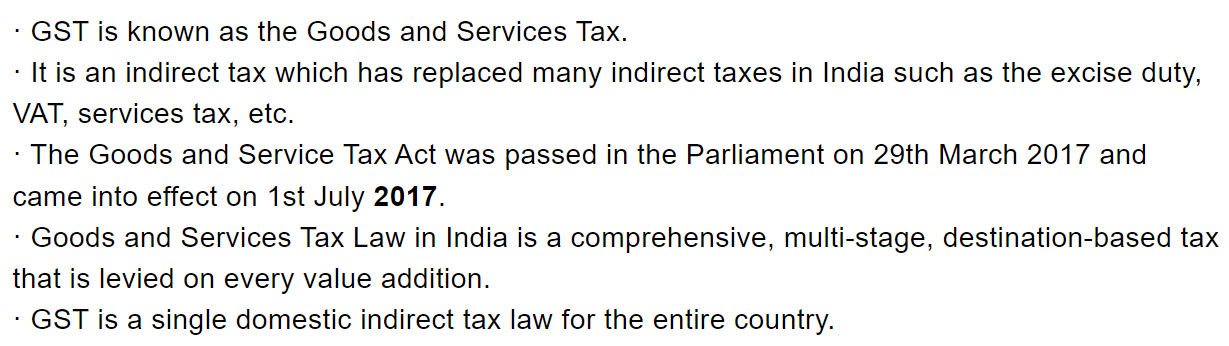 · GST is known as the Goods and Services Tax.
· It is an indirect tax which has replaced many indirect taxes in India such as the excise duty,
VAT, services tax, etc.
· The Goods and Service Tax Act was passed in the Parliament on 29th March 2017 and
came into effect on 1st July 2017.
· Goods and Services Tax Law in India is a comprehensive, multi-stage, destination-based tax
that is levied on every value addition.
· GST is a single domestic indirect tax law for the entire country.